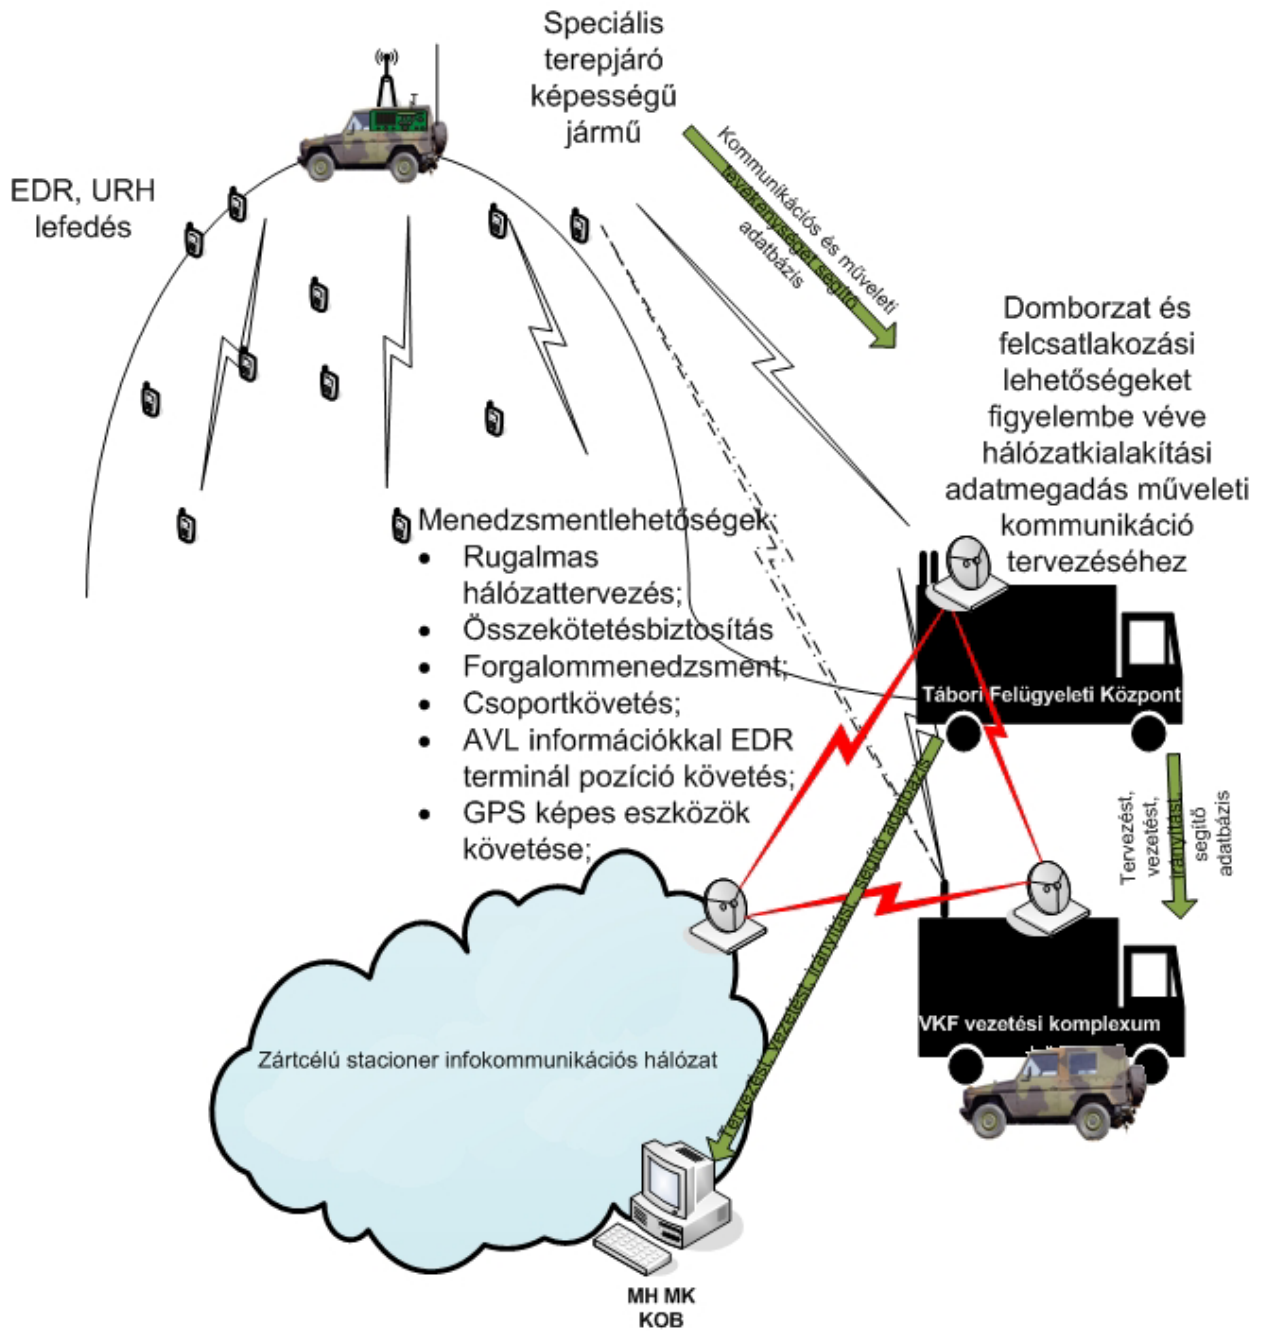 Speciális
terepjáró
képességű
jármű
EDR, URH
lefedés
Kommunikációs és műveleti
tevékenységet segítő
adatbázis
Domborzat és
felcsatlakozási
lehetőségeket
figyelembe véve
hálózatkialakítási
adatmegadás műveleti
kommunikáció
tervezéséhez
Menedzsmentlehetőségek:
• Rugalmas
hálózattervezés;
• Összekötetésbiztosítás
• Forgalommenedzsment;
• Csoportkövetés;
• AVL információkkal EDR
terminál pozíció követés;
• GPS képes eszközök
követése;
Tábori Felügyeleti Központ
Tervezést,
vezetést,
irányítást,
segítő
adatbázis
Tervezést, vezetést, irányítást, segítő adatbázis
VKF vezetési komplexum
Zártcélú stacioner infokommunikációs hálózat
MH MK
KOB